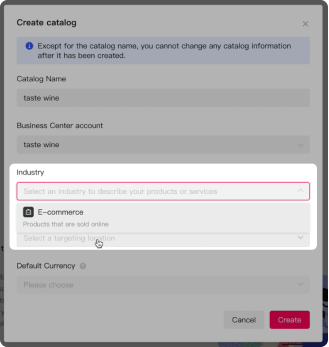 Create catalog
Except for the catalog name, you cannot change any catalog information
after it has been created.
Catalog Name
taste wine
Business Center account
taste wine
Industry
Select an industry to describe your products or services
E-commerce
Products that are sold online
Select a targeting location
Default Currency
Please choose
Cancel
Create